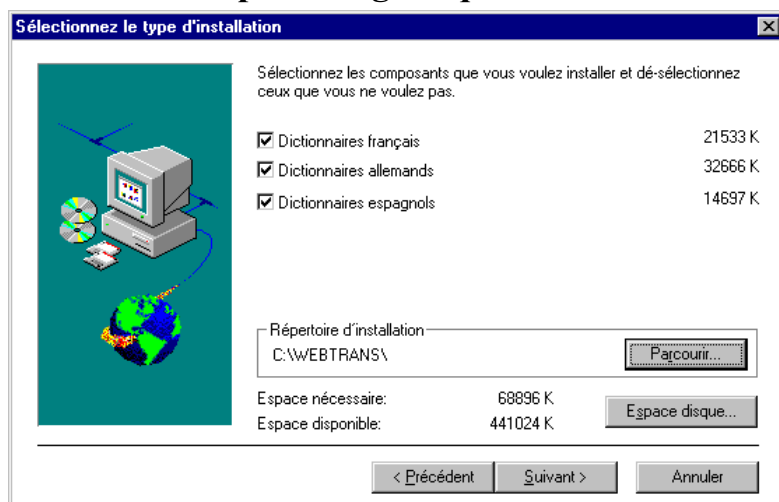 Sélectionnez le type d'installation
Sélectionnez les composants que vous voulez installer et dé-sélectionnez
ceux que vous ne voulez pas.
Dictionnaires français 21533 K
Dictionnaires allemands 32666 K
Dictionnaires espagnols 14697 K
Répertoire d'installation
C:\WEBTRANS\ Parcourir...
Espace nécessaire: 68896 K
Espace disponible: 441024 K
Espace disque...
< Précédent Suivant > Annuler